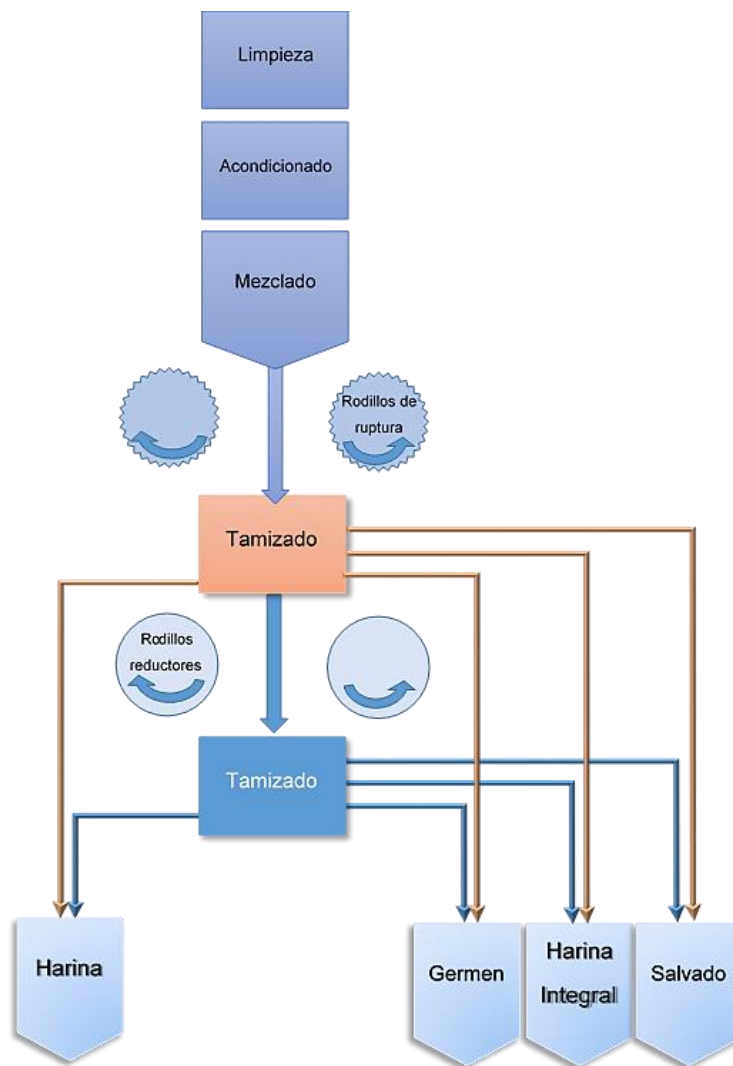 Limpieza
Acondicionado
Mezclado
Rodillos de
ruptura
Tamizado
Rodillos
reductores
Tamizado
Harina
Germen
Harina
Integral
Salvado